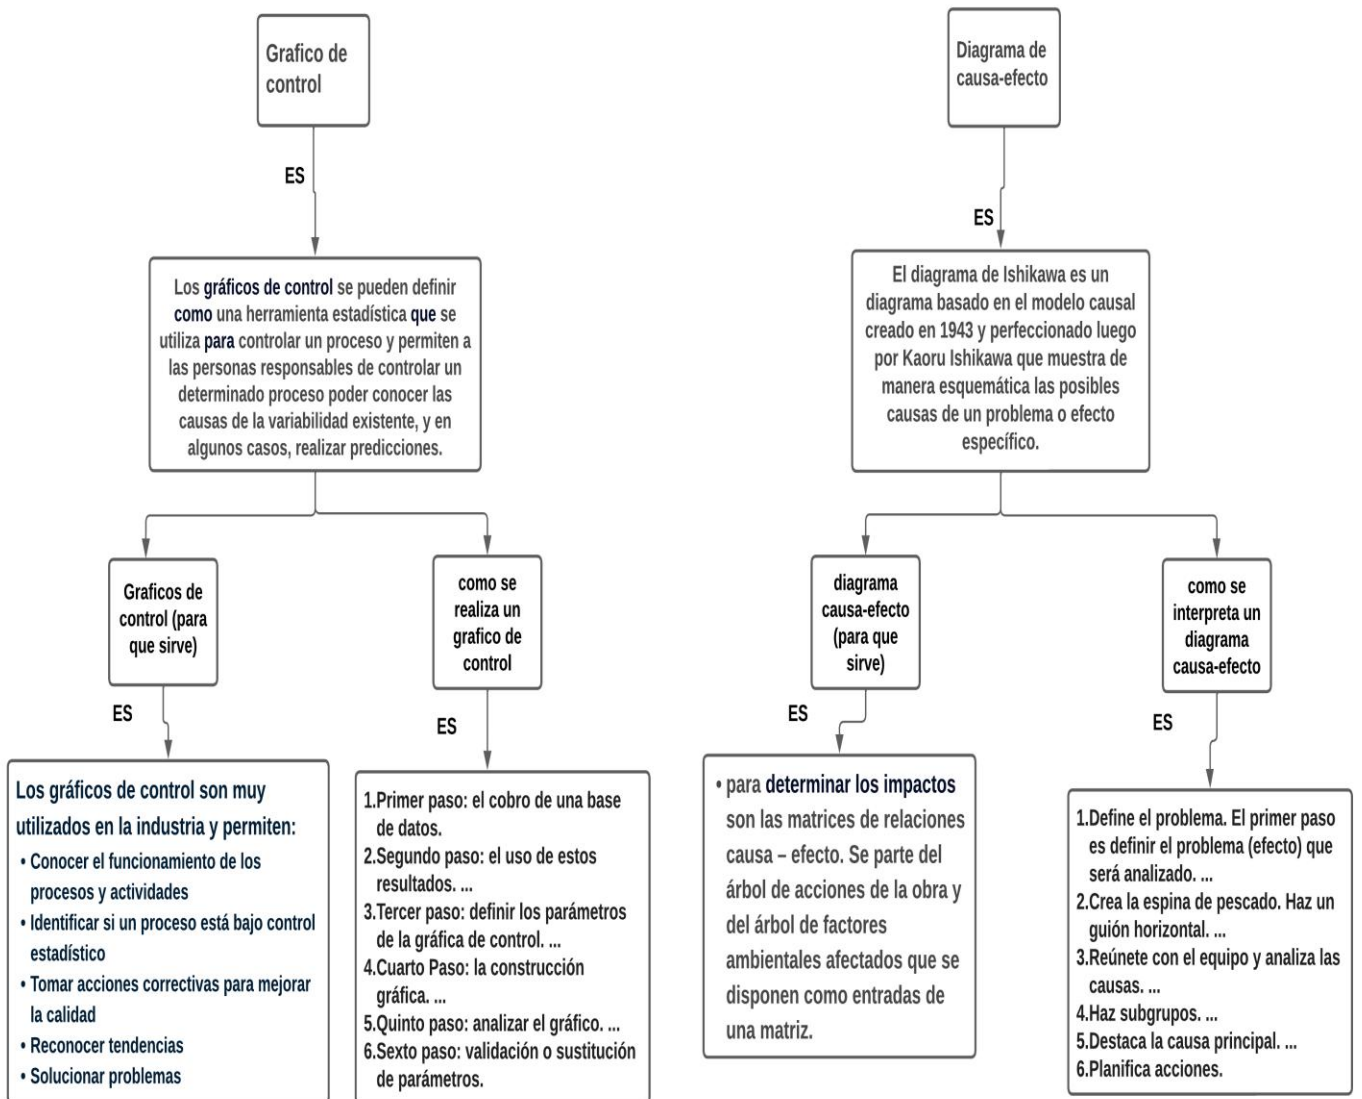 Grafico de
control
ES
Los gráficos de control se pueden definir
como una herramienta estadística que se
utiliza para controlar un proceso y permiten a
las personas responsables de controlar un
determinado proceso poder conocer las
causas de la variabilidad existente, y en
algunos casos, realizar predicciones.
Graficos de
control (para
que sirve)
ES
Los gráficos de control son muy
utilizados en la industria y permiten:
• Conocer el funcionamiento de los
procesos y actividades
• Identificar si un proceso está bajo control
estadístico
• Tomar acciones correctivas para mejorar
la calidad
• Reconocer tendencias
• Solucionar problemas
como se
realiza un
grafico de
control
ES
1.Primer paso: el cobro de una base
de datos.
2.Segundo paso: el uso de estos
resultados. ...
3.Tercer paso: definir los parámetros
de la gráfica de control. ...
4.Cuarto Paso: la construcción
gráfica. ...
5.Quinto paso: analizar el gráfico. ...
6.Sexto paso: validación o sustitución
de parámetros.
Diagrama de
causa-efecto
ES
El diagrama de Ishikawa es un
diagrama basado en el modelo causal
creado en 1943 y perfeccionado luego
por Kaoru Ishikawa que muestra de
manera esquemática las posibles
causas de un problema o efecto
específico.
diagrama
causa-efecto
(para que
sirve)
ES
• para determinar los impactos
son las matrices de relaciones
causa – efecto. Se parte del
árbol de acciones de la obra y
del árbol de factores
ambientales afectados que se
disponen como entradas de
una matriz.
como se
interpreta un
diagrama
causa-efecto
ES
1.Define el problema. El primer paso
es definir el problema (efecto) que
será analizado. ...
2.Crea la espina de pescado. Haz un
guión horizontal. ...
3.Reúnete con el equipo y analiza las
causas. ...
4.Haz subgrupos. ...
5.Destaca la causa principal. ...
6.Planifica acciones.